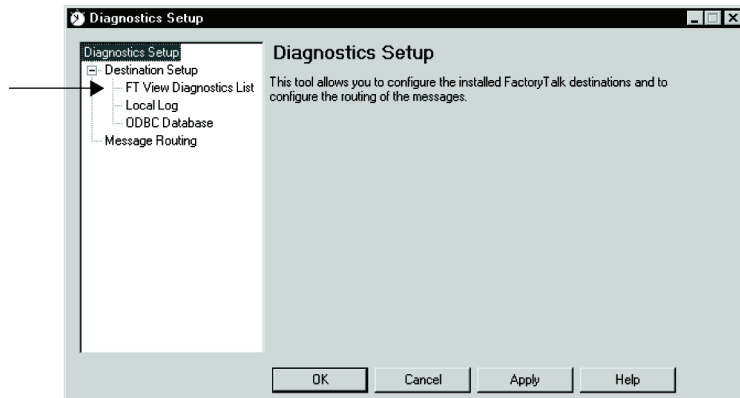 Diagnostics Setup
Diagnostics Setup
Destination Setup
FT View Diagnostics List
Local Log
ODBC Database
Message Routing
Diagnostics Setup
This tool allows you to configure the installed FactoryTalk destinations and to
configure the routing of the messages.
OK
Cancel
Apply
Help